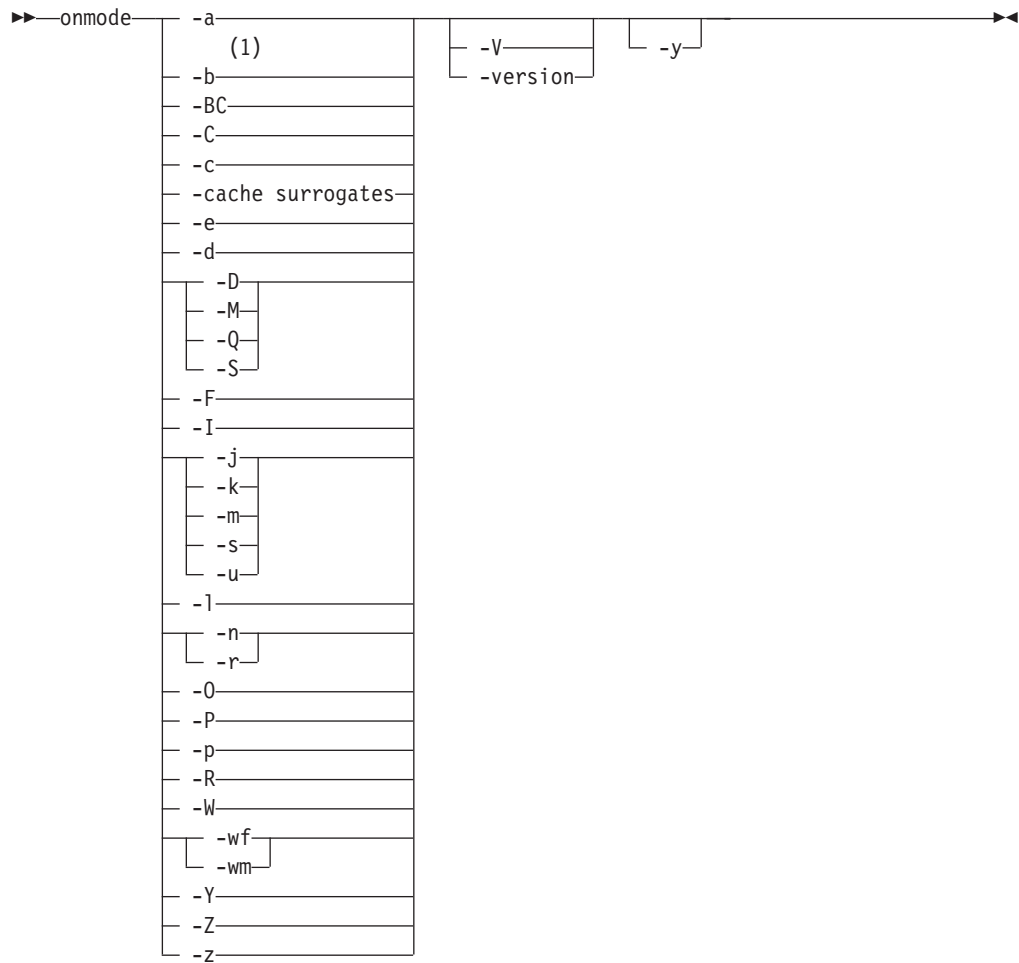 onmode -a
(1) -V -y
-b -version
-BC
-C
-c
-cache surrogates
-e
-d
-D
-M
-Q
-S
-F
-I
-j
-k
-m
-s
-u
-l
-n
-r
-O
-P
-p
-R
-W
-wf
-wm
-Y
-Z
-z